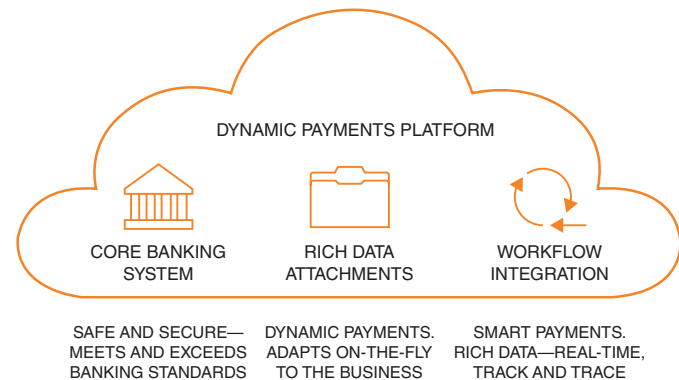 DYNAMIC PAYMENTS PLATFORM
CORE BANKING
SYSTEM
RICH DATA
ATTACHMENTS
WORKFLOW
INTEGRATION
SAFE AND SECURE—
MEETS AND EXCEEDS
BANKING STANDARDS
DYNAMIC PAYMENTS.
ADAPTS ON-THE-FLY
TO THE BUSINESS
SMART PAYMENTS.
RICH DATA—REAL-TIME,
TRACK AND TRACE